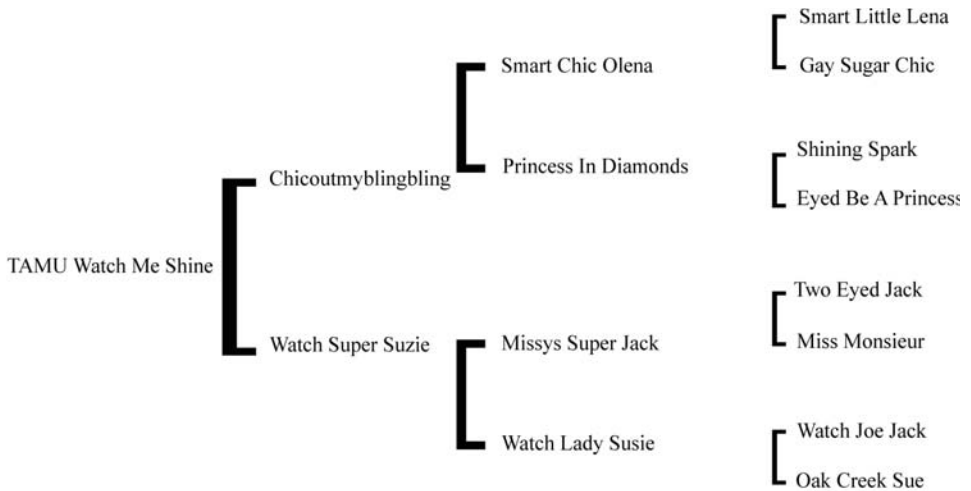 Smart Little Lena
Smart Chic Olena
Gay Sugar Chic
Chicoutmyblingbling
Princess In Diamonds
Shining Spark
Eyed Be A Princess
TAMU Watch Me Shine
Watch Super Suzie
Missys Super Jack
Two Eyed Jack
Miss Monsieur
Watch Lady Susie
Watch Joe Jack
Oak Creek Sue